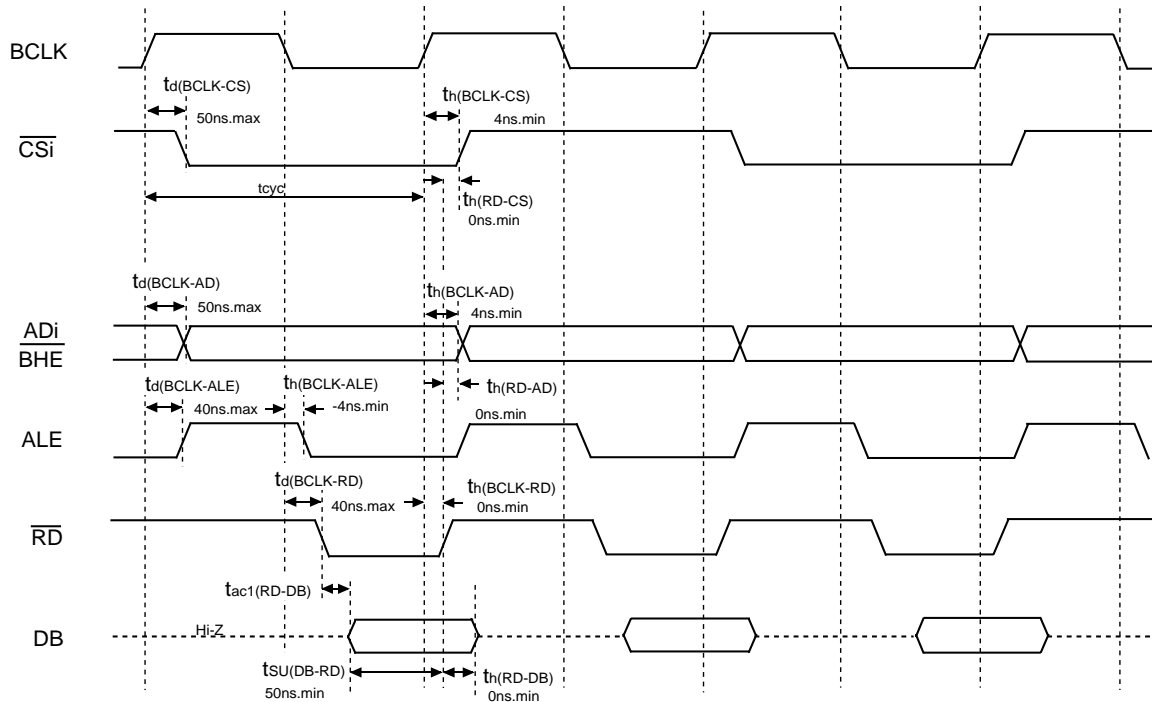 BCLK
td(BCLK-CS)
50ns.max
th(BCLK-CS)
4ns.min
CSi
tcyc
th(RD-CS)
0ns.min
td(BCLK-AD)
50ns.max
th(BCLK-AD)
4ns.min
ADi
BHE
td(BCLK-ALE)
40ns.max
th(BCLK-ALE)
-4ns.min
th(RD-AD)
0ns.min
ALE
td(BCLK-RD)
40ns.max
th(BCLK-RD)
0ns.min
RD
tac1(RD-DB)
Hi-Z
DB
tSU(DB-RD)
50ns.min
th(RD-DB)
0ns.min